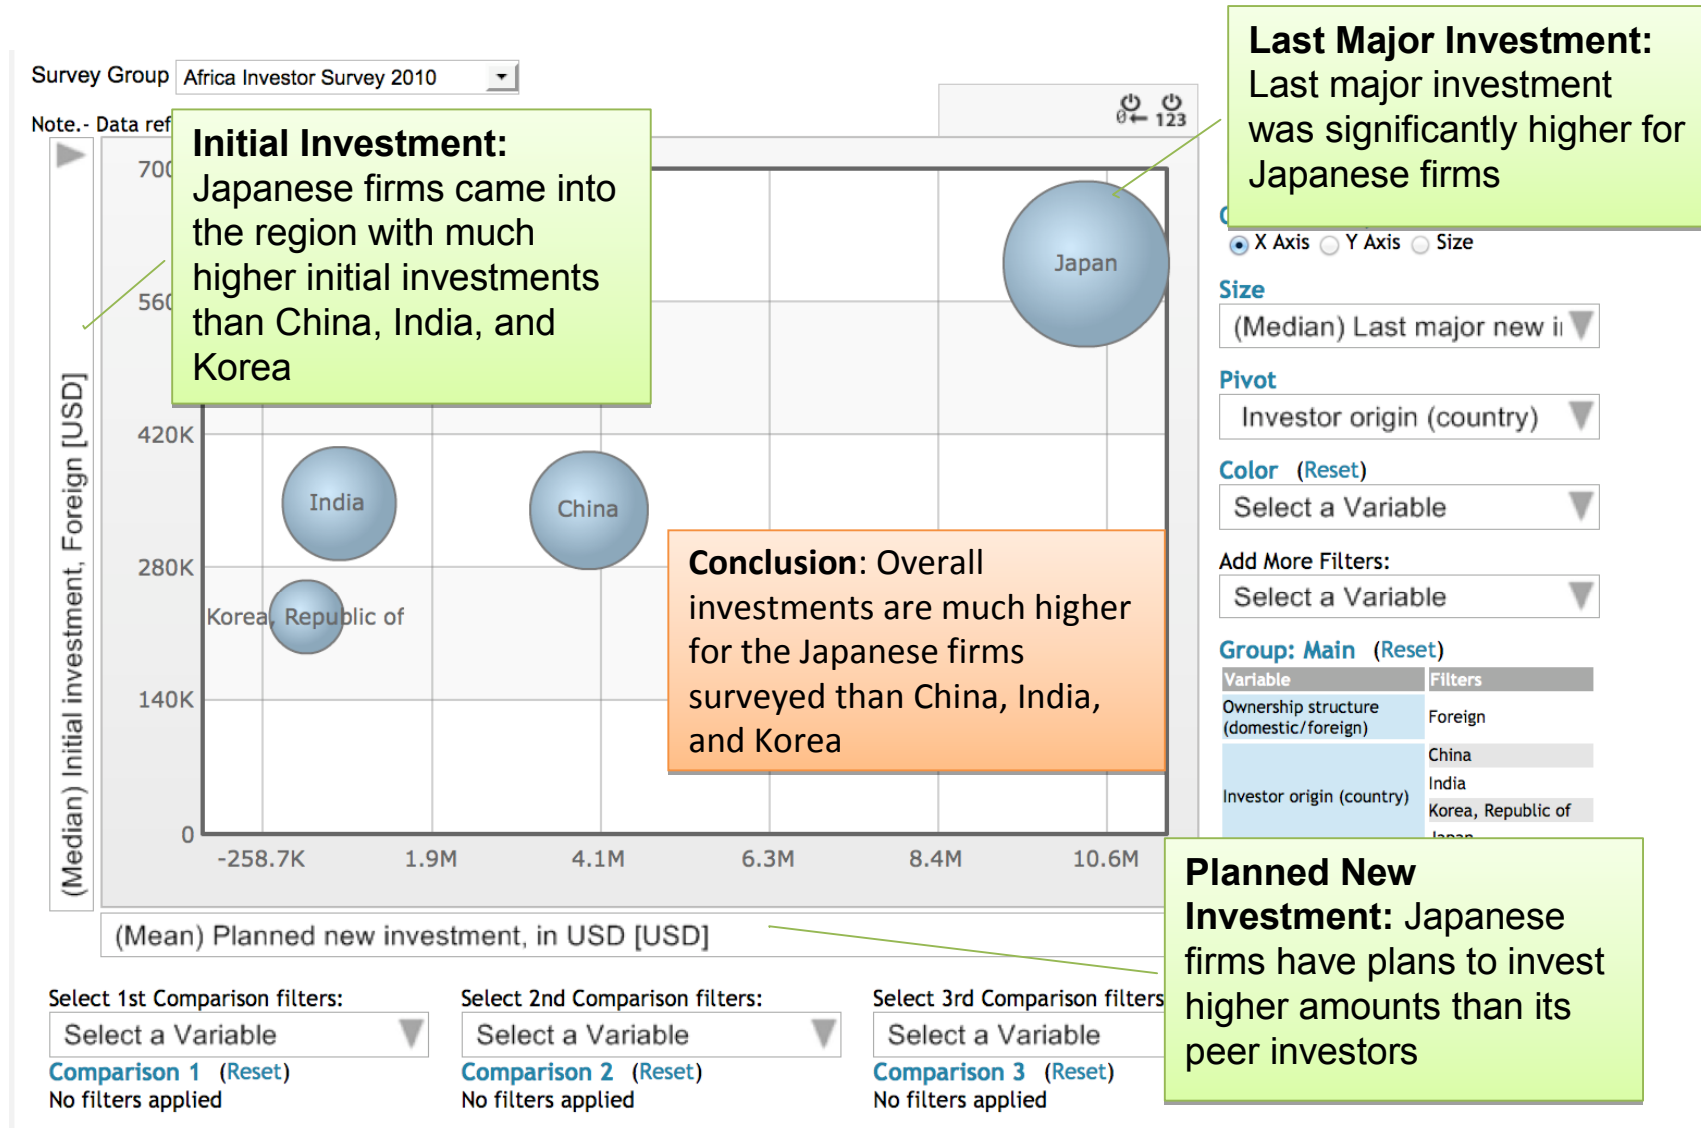 Survey Group Africa Investor Survey 2010
Note.- Data ref
Initial Investment:
Japanese firms came into
the region with much
higher initial investments
than China, India, and
Korea
Last Major Investment:
Last major investment
was significantly higher for
Japanese firms
0 123
700
560
420K
280K
140K
0
(Median) Initial investment, Foreign [USD]
Japan
India
China
Korea, Republic of
Conclusion: Overall
investments are much higher
for the Japanese firms
surveyed than China, India,
and Korea
-258.7K 1.9M 4.1M 6.3M 8.4M 10.6M
(Mean) Planned new investment, in USD [USD]
X Axis Y Axis Size
Size
(Median) Last major new i
Pivot
Investor origin (country)
Color (Reset)
Select a Variable
Add More Filters:
Select a Variable
Group: Main (Reset)
Variable Filters
Ownership structure
(domestic/foreign)
Foreign
Investor origin (country)
China
India
Korea, Republic of
Japan
Planned New
Investment: Japanese
firms have plans to invest
higher amounts than its
peer investors
Select 1st Comparison filters:
Select a Variable
Comparison 1 (Reset)
No filters applied
Select 2nd Comparison filters:
Select a Variable
Comparison 2 (Reset)
No filters applied
Select 3rd Comparison filters
Select a Variable
Comparison 3 (Reset)
No filters applied